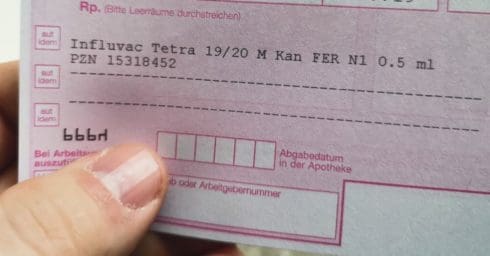 Rp. (Bitte Leerräume durchstreichen)
aut
idem
Influvac Tetra 19/20 M Kan FER N1 0.5 ml
PZN 15318452
aut
idem
aut
idem
Bei Arbeits
auszufü
Abgabedatum
in der Apotheke
oder Arbeitgebernummer